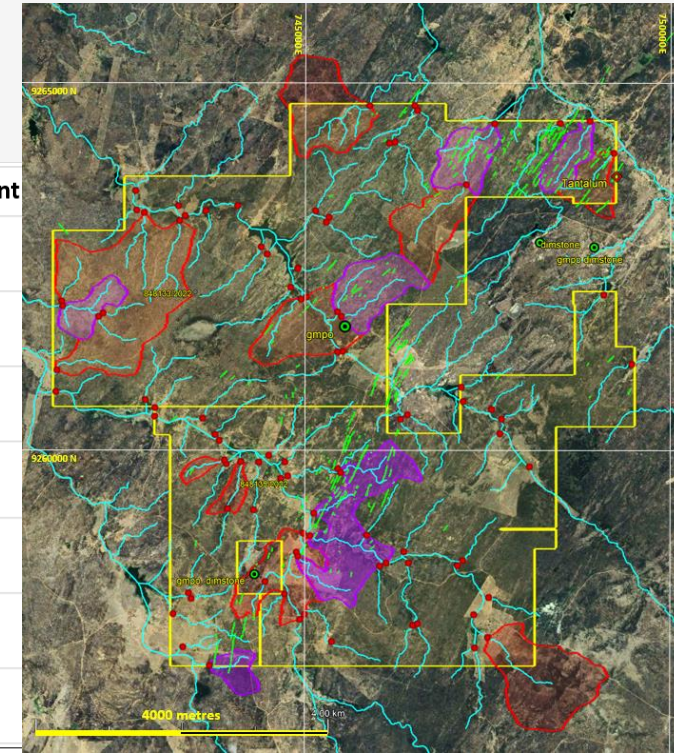 nt
745000E
750000E
9265000 N
Tantalum
dimstone
gmpo dimstone
gmpo
9260000 N
gmpo dimstone
4000 metres
4.00 km